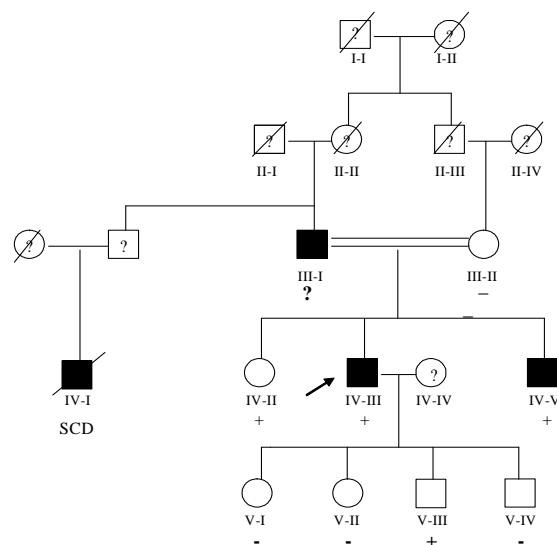 ? ?
I-I I-II
? ? ? ?
II-I II-II II-III II-IV
? ?
III-I III-II
? –
–
?
IV-I IV-II IV-III IV-IV IV-V
SCD + + +
V-I V-II V-III V-IV
- - + -